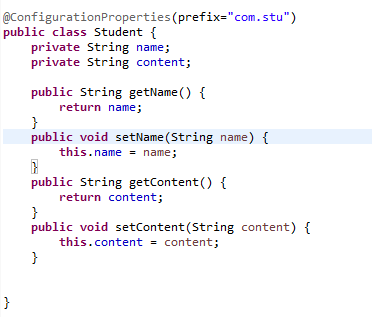 @ConfigurationProperties(prefix="com.stu")
public class Student {
    private String name;
    private String content;
    public String getName() {
        return name;
    }
    public void setName(String name) {
        this.name = name;
    }
    public String getContent() {
        return content;
    }
    public void setContent(String content) {
        this.content = content;
    }
}